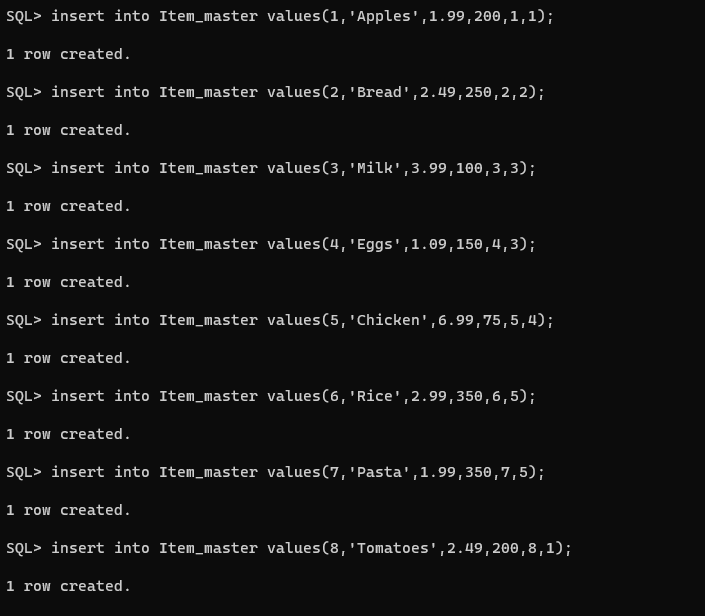 SQL> insert into Item_master values(1,'Apples',1.99,200,1,1);
1 row created.
SQL> insert into Item_master values(2,'Bread',2.49,250,2,2);
1 row created.
SQL> insert into Item_master values(3,'Milk',3.99,100,3,3);
1 row created.
SQL> insert into Item_master values(4,'Eggs',1.09,150,4,3);
1 row created.
SQL> insert into Item_master values(5,'Chicken',6.99,75,5,4);
1 row created.
SQL> insert into Item_master values(6,'Rice',2.99,350,6,5);
1 row created.
SQL> insert into Item_master values(7,'Pasta',1.99,350,7,5);
1 row created.
SQL> insert into Item_master values(8,'Tomatoes',2.49,200,8,1);
1 row created.